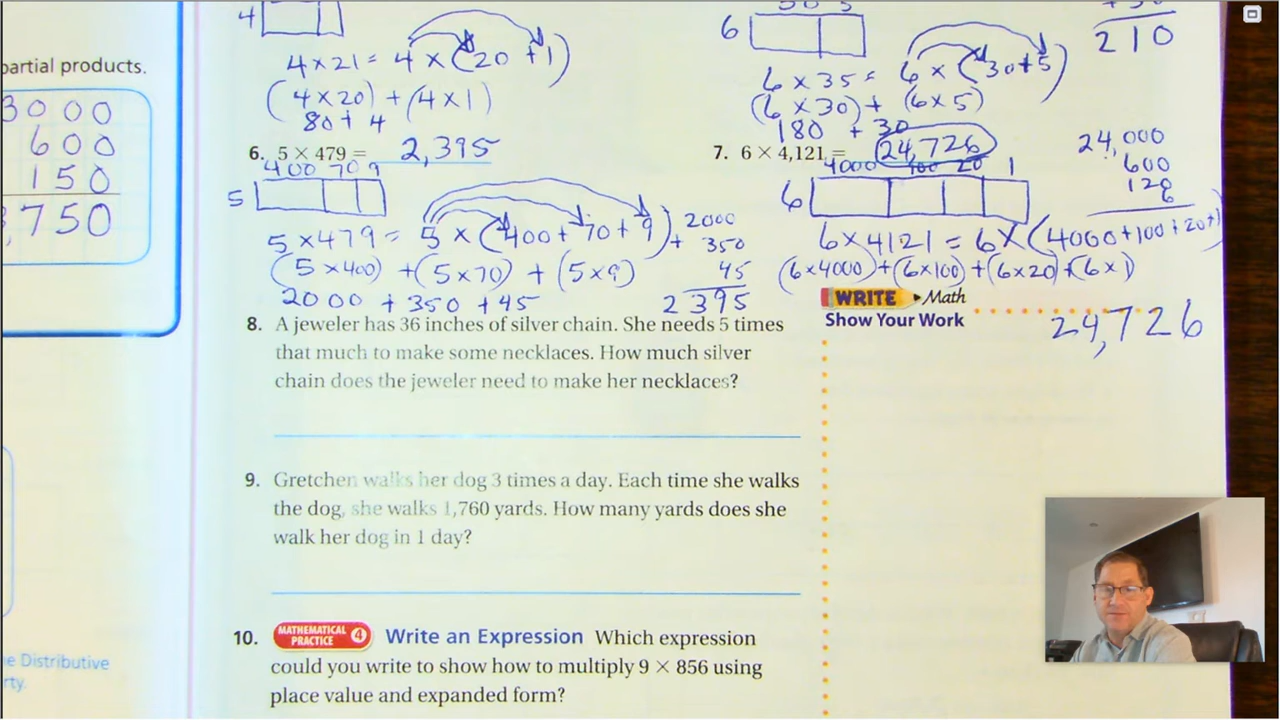 partial products.
3000
600
150
,750
e Distributive
rty.
4
4 × 21 = 4 × (20 + 1)
(4 × 20) + (4 × 1)
80 + 4
6
6 × 35 = 6 × (30 + 5)
(6 × 30) + (6 × 5)
180 + 30
210
6. 5 × 479 = 2,395
400 70 9
5
5 × 479 = 5 × (400 + 70 + 9)
(5 × 400) + (5 × 70) + (5 × 9)
2000 + 350 + 45
2000
+ 350
45
2395
7. 6 × 4,121 = 24,726
4000 100 20 1
6
6 × 4121 = 6 × (4000 + 100 + 20 + 1
(6 × 4000) + (6 × 100) + (6 × 20) + (6 × 1)
24,000
600
120
6
24,726
WRITE Math
Show Your Work
8. A jeweler has 36 inches of silver chain. She needs 5 times
that much to make some necklaces. How much silver
chain does the jeweler need to make her necklaces?
9. Gretchen walks her dog 3 times a day. Each time she walks
the dog, she walks 1,760 yards. How many yards does she
walk her dog in 1 day?
10. MATHEMATICAL PRACTICE 4 Write an Expression Which expression
could you write to show how to multiply 9 × 856 using
place value and expanded form?